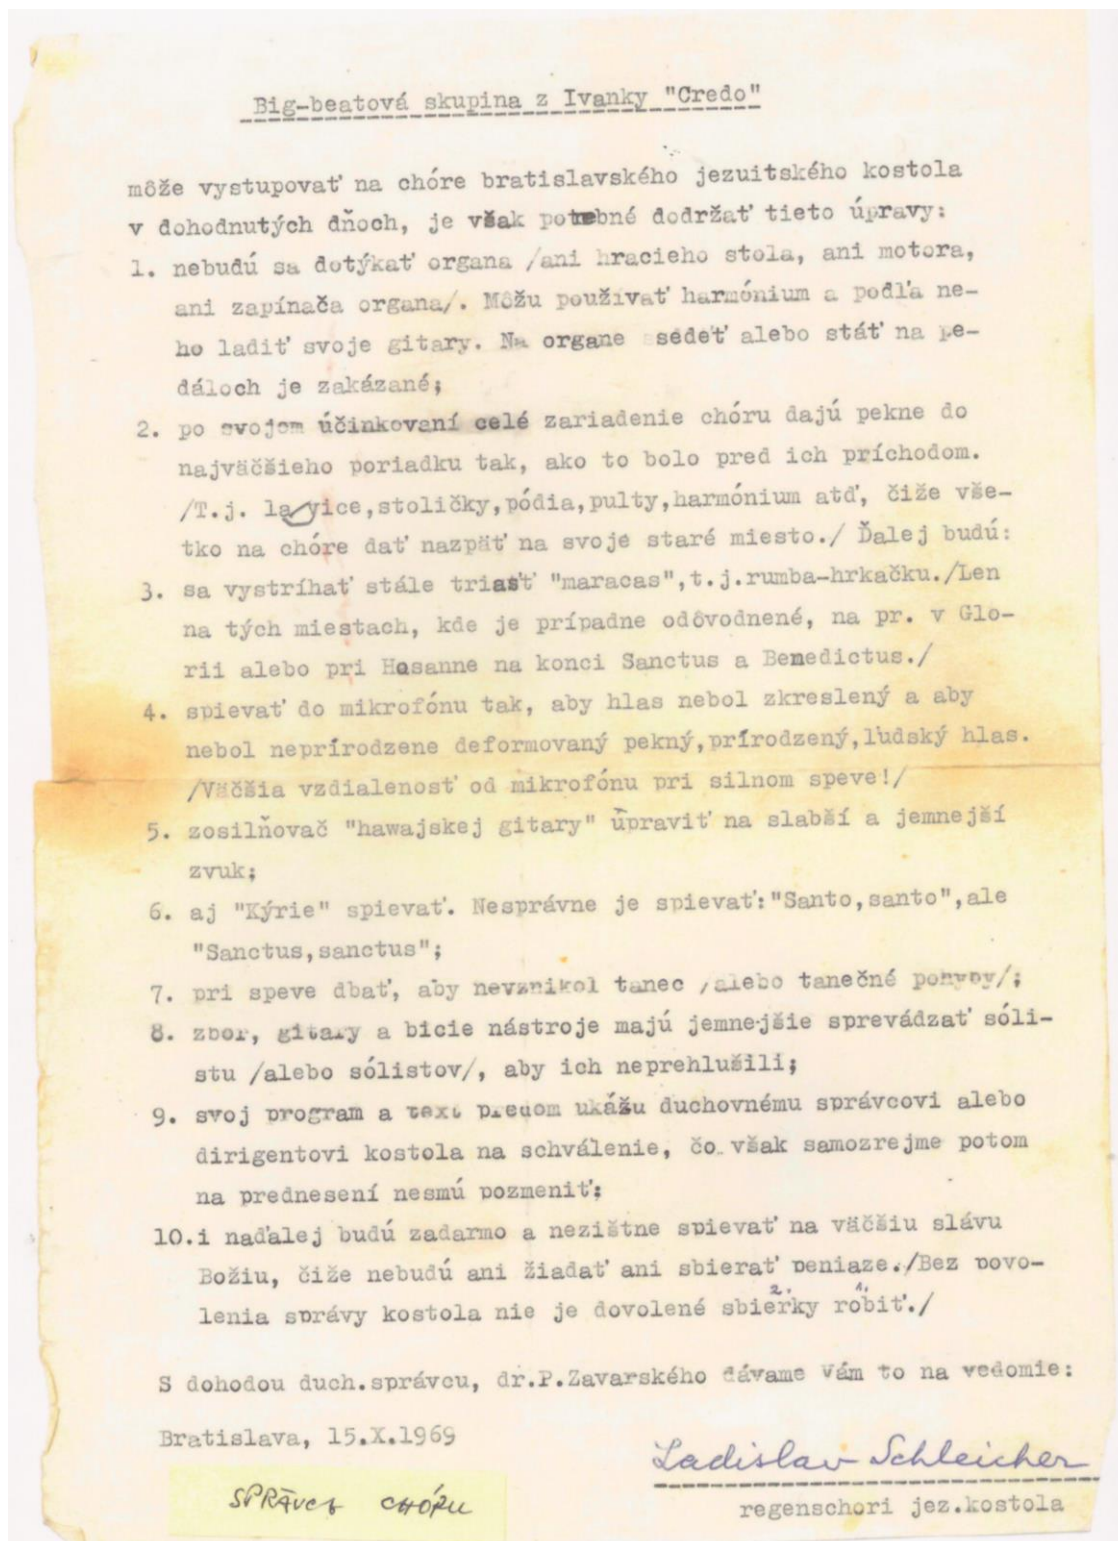 Big-beatová skupina z Ivanky "Credo"
môže vystupovať na chóre bratislavského jezuitského kostola
v dohodnutých dňoch, je však potrebné dodržať tieto úpravy:
1. nebudú sa dotýkať organa /ani hracieho stola, ani motora,
ani zapínača organa/. Môžu používať harmónium a podľa ne-
ho ladiť svoje gitary. Na organe sedeť alebo stáť na pe-
dáloch je zakázané;
2. po svojom účinkovaní celé zariadenie chóru dajú pekne do
najväčšieho poriadku tak, ako to bolo pred ich príchodom.
/T.j. lavice,stoličky,pódia,pulty,harmónium atď, čiže vše-
tko na chóre dať nazpäť na svoje staré miesto./ Ďalej budú:
3. sa vystríhať stále triasť "maracas",t.j.rumba-hrkačku./Len
na tých miestach, kde je prípadne odôvodnené, na pr. v Glo-
rii alebo pri Hosanne na konci Sanctus a Benedictus./
4. spievať do mikrofónu tak, aby hlas nebol zkreslený a aby
nebol neprírodzene deformovaný pekný,prírodzený,ľudský hlas.
/Väčšia vzdialenosť od mikrofónu pri silnom speve!/
5. zosilňovač "hawajskej gitary" upraviť na slabší a jemnejší
zvuk;
6. aj "Kýrie" spievať. Nesprávne je spievať:"Santo,santo",ale
"Sanctus,sanctus";
7. pri speve dbať, aby nevznikol tanec /alebo tanečné pohyby/;
8. zbor, gitary a bicie nástroje majú jemnejšie sprevádzať sóli-
stu /alebo sólistov/, aby ich neprehlušili;
9. svoj program a text predom ukážu duchovnému správcovi alebo
dirigentovi kostola na schválenie, čo však samozrejme potom
na prednesení nesmú pozmeniť;
10.i naďalej budú zadarmo a nezištne spievať na väčšiu slávu
Božiu, čiže nebudú ani žiadať ani sbierať peniaze./Bez povo-
lenia správy kostola nie je dovolené sbierky robiť./
2. 1.
S dohodou duch.správcu, dr.P.Zavarského dávame Vám to na vedomie:
Bratislava, 15.X.1969
Ladislav Schleicher
SPRÁVCA CHÓRU
regenschori jez.kostola